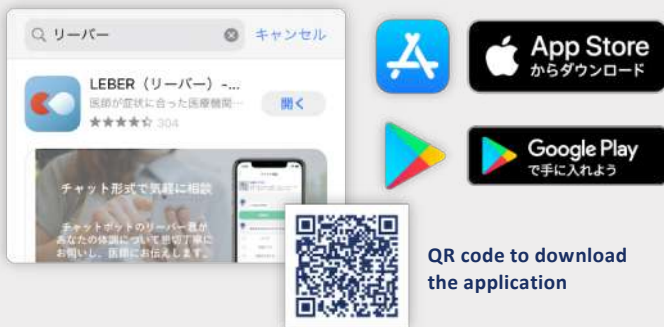 リーバー
キャンセル
LEBER（リーバー）-...
医師が症状に合った医療機関…
304
開く
チャット形式で気軽に相談
チャットボットのリーバー君が
あなたの体調について思切丁寧に
お伺いし、医師にお伝えします。
App Store
からダウンロード
Google Play
で手に入れよう
QR code to download
the application